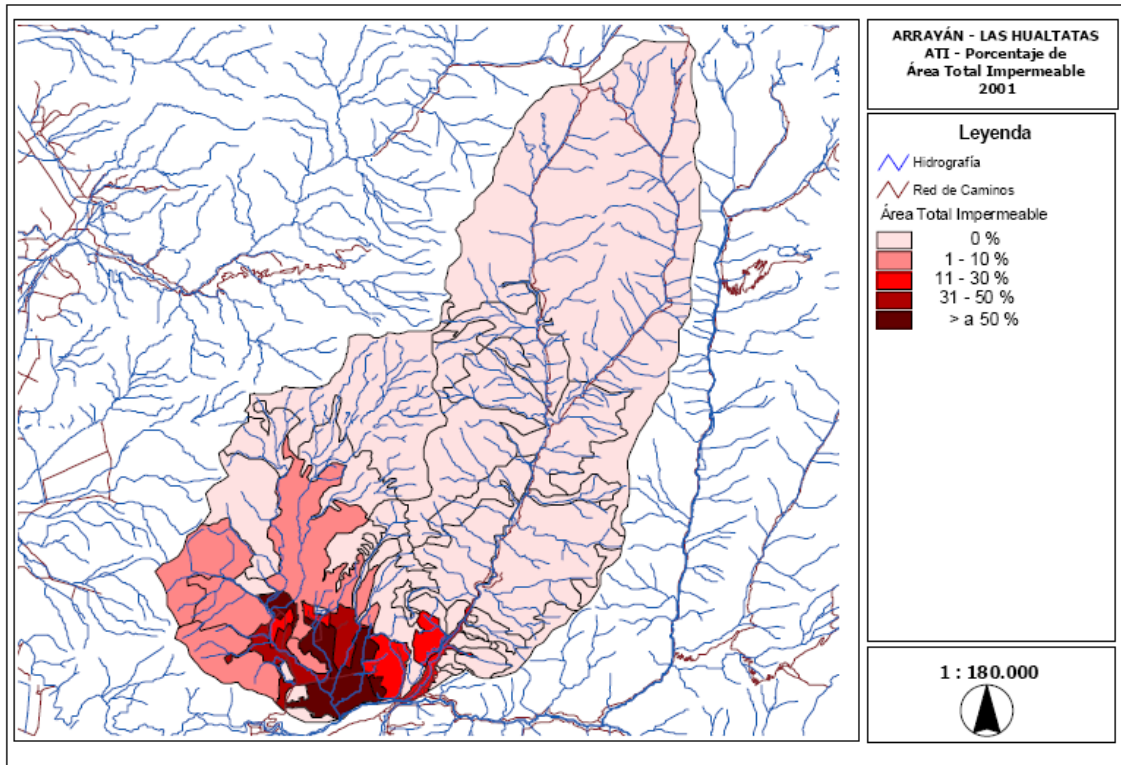 ARRAYÁN - LAS HUALTATAS
ATI - Porcentaje de
Área Total Impermeable
2001
Leyenda
Hidrografía
Red de Caminos
Área Total Impermeable
0 %
1 - 10 %
11 - 30 %
31 - 50 %
> a 50 %
1 : 180.000